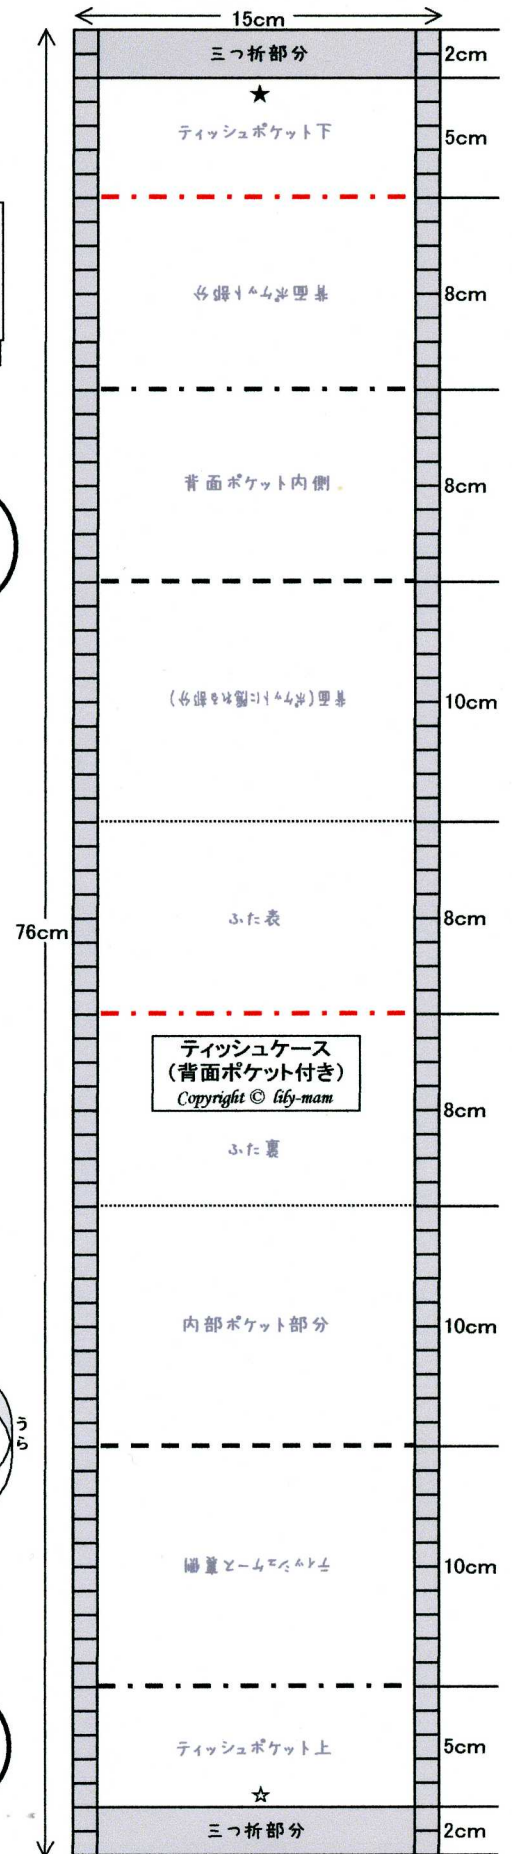 15cm
三つ折部分
2cm
★
ティッシュポケット下
5cm
背面ポケット部分
8cm
背面ポケット内側
8cm
背面(ポケットに隠れる部分)
10cm
ふた表
8cm
76cm
ティッシュケース
(背面ポケット付き)
Copyright © lily-mam
8cm
ふた裏
内部ポケット部分
10cm
うら
ティッシュケース裏側
10cm
ティッシュポケット上
5cm
☆
三つ折部分
2cm